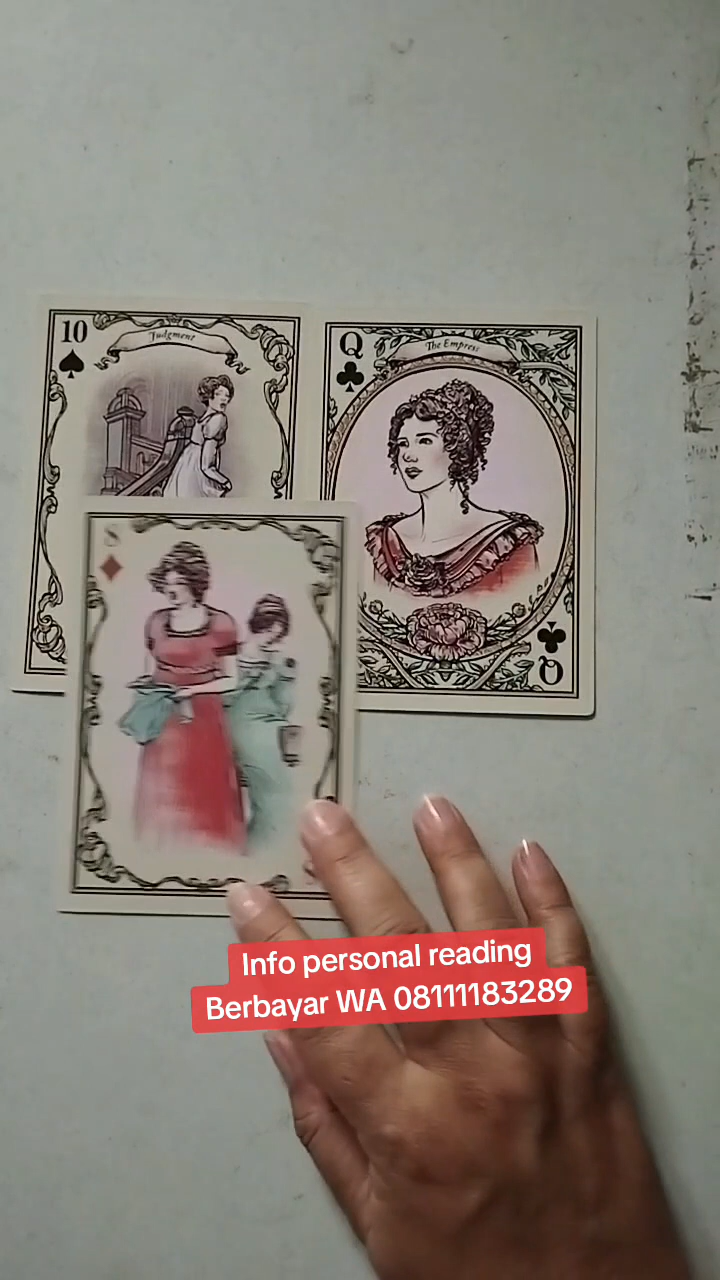 10
Judgment
Q
The Empress
Q
Info personal reading
Berbayar WA 08111183289